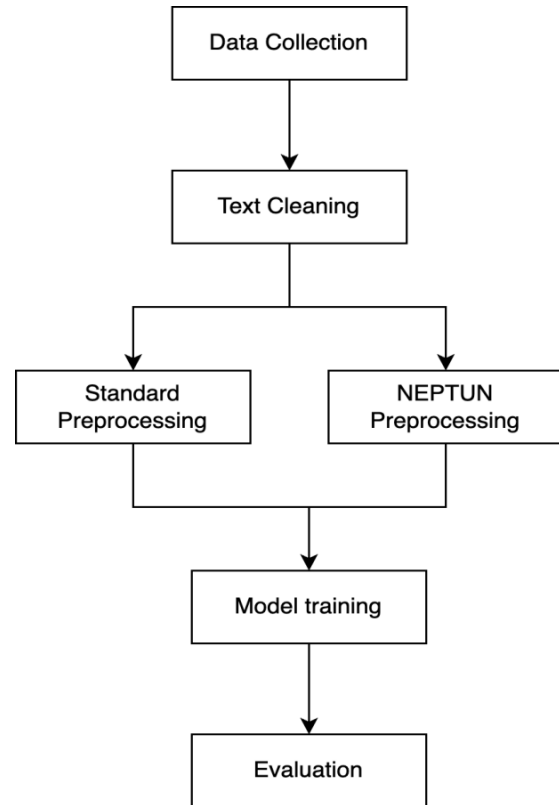 Data Collection
Text Cleaning
Standard
Preprocessing
NEPTUN
Preprocessing
Model training
Evaluation